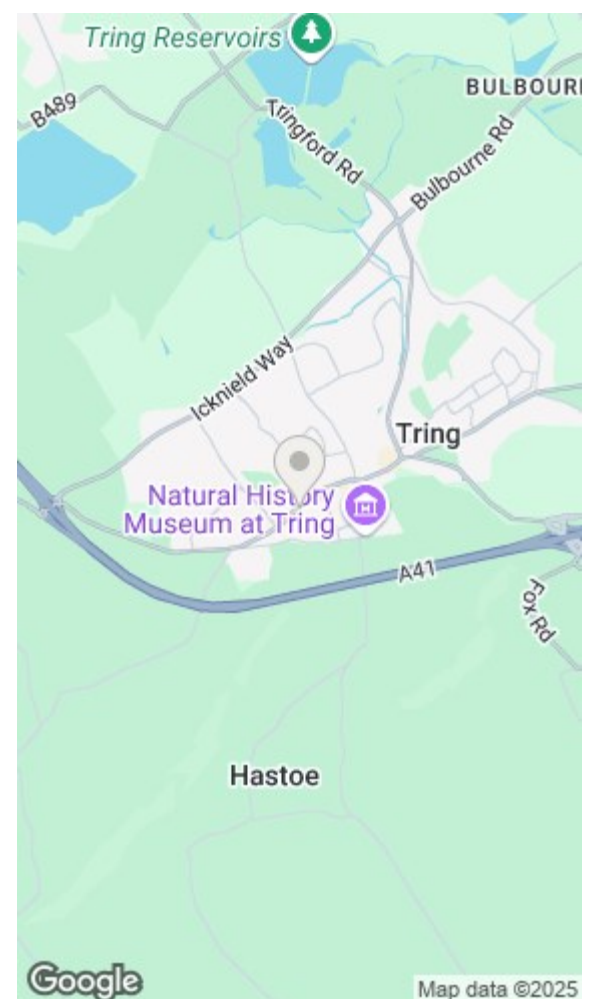 Tring Reservoirs
BULBOUR
B489
Tringford Rd
Bulbourne Rd
Icknield Way
Tring
Natural History
Museum at Tring
A41
Fox Rd
Hastoe
Google
Map data ©2025